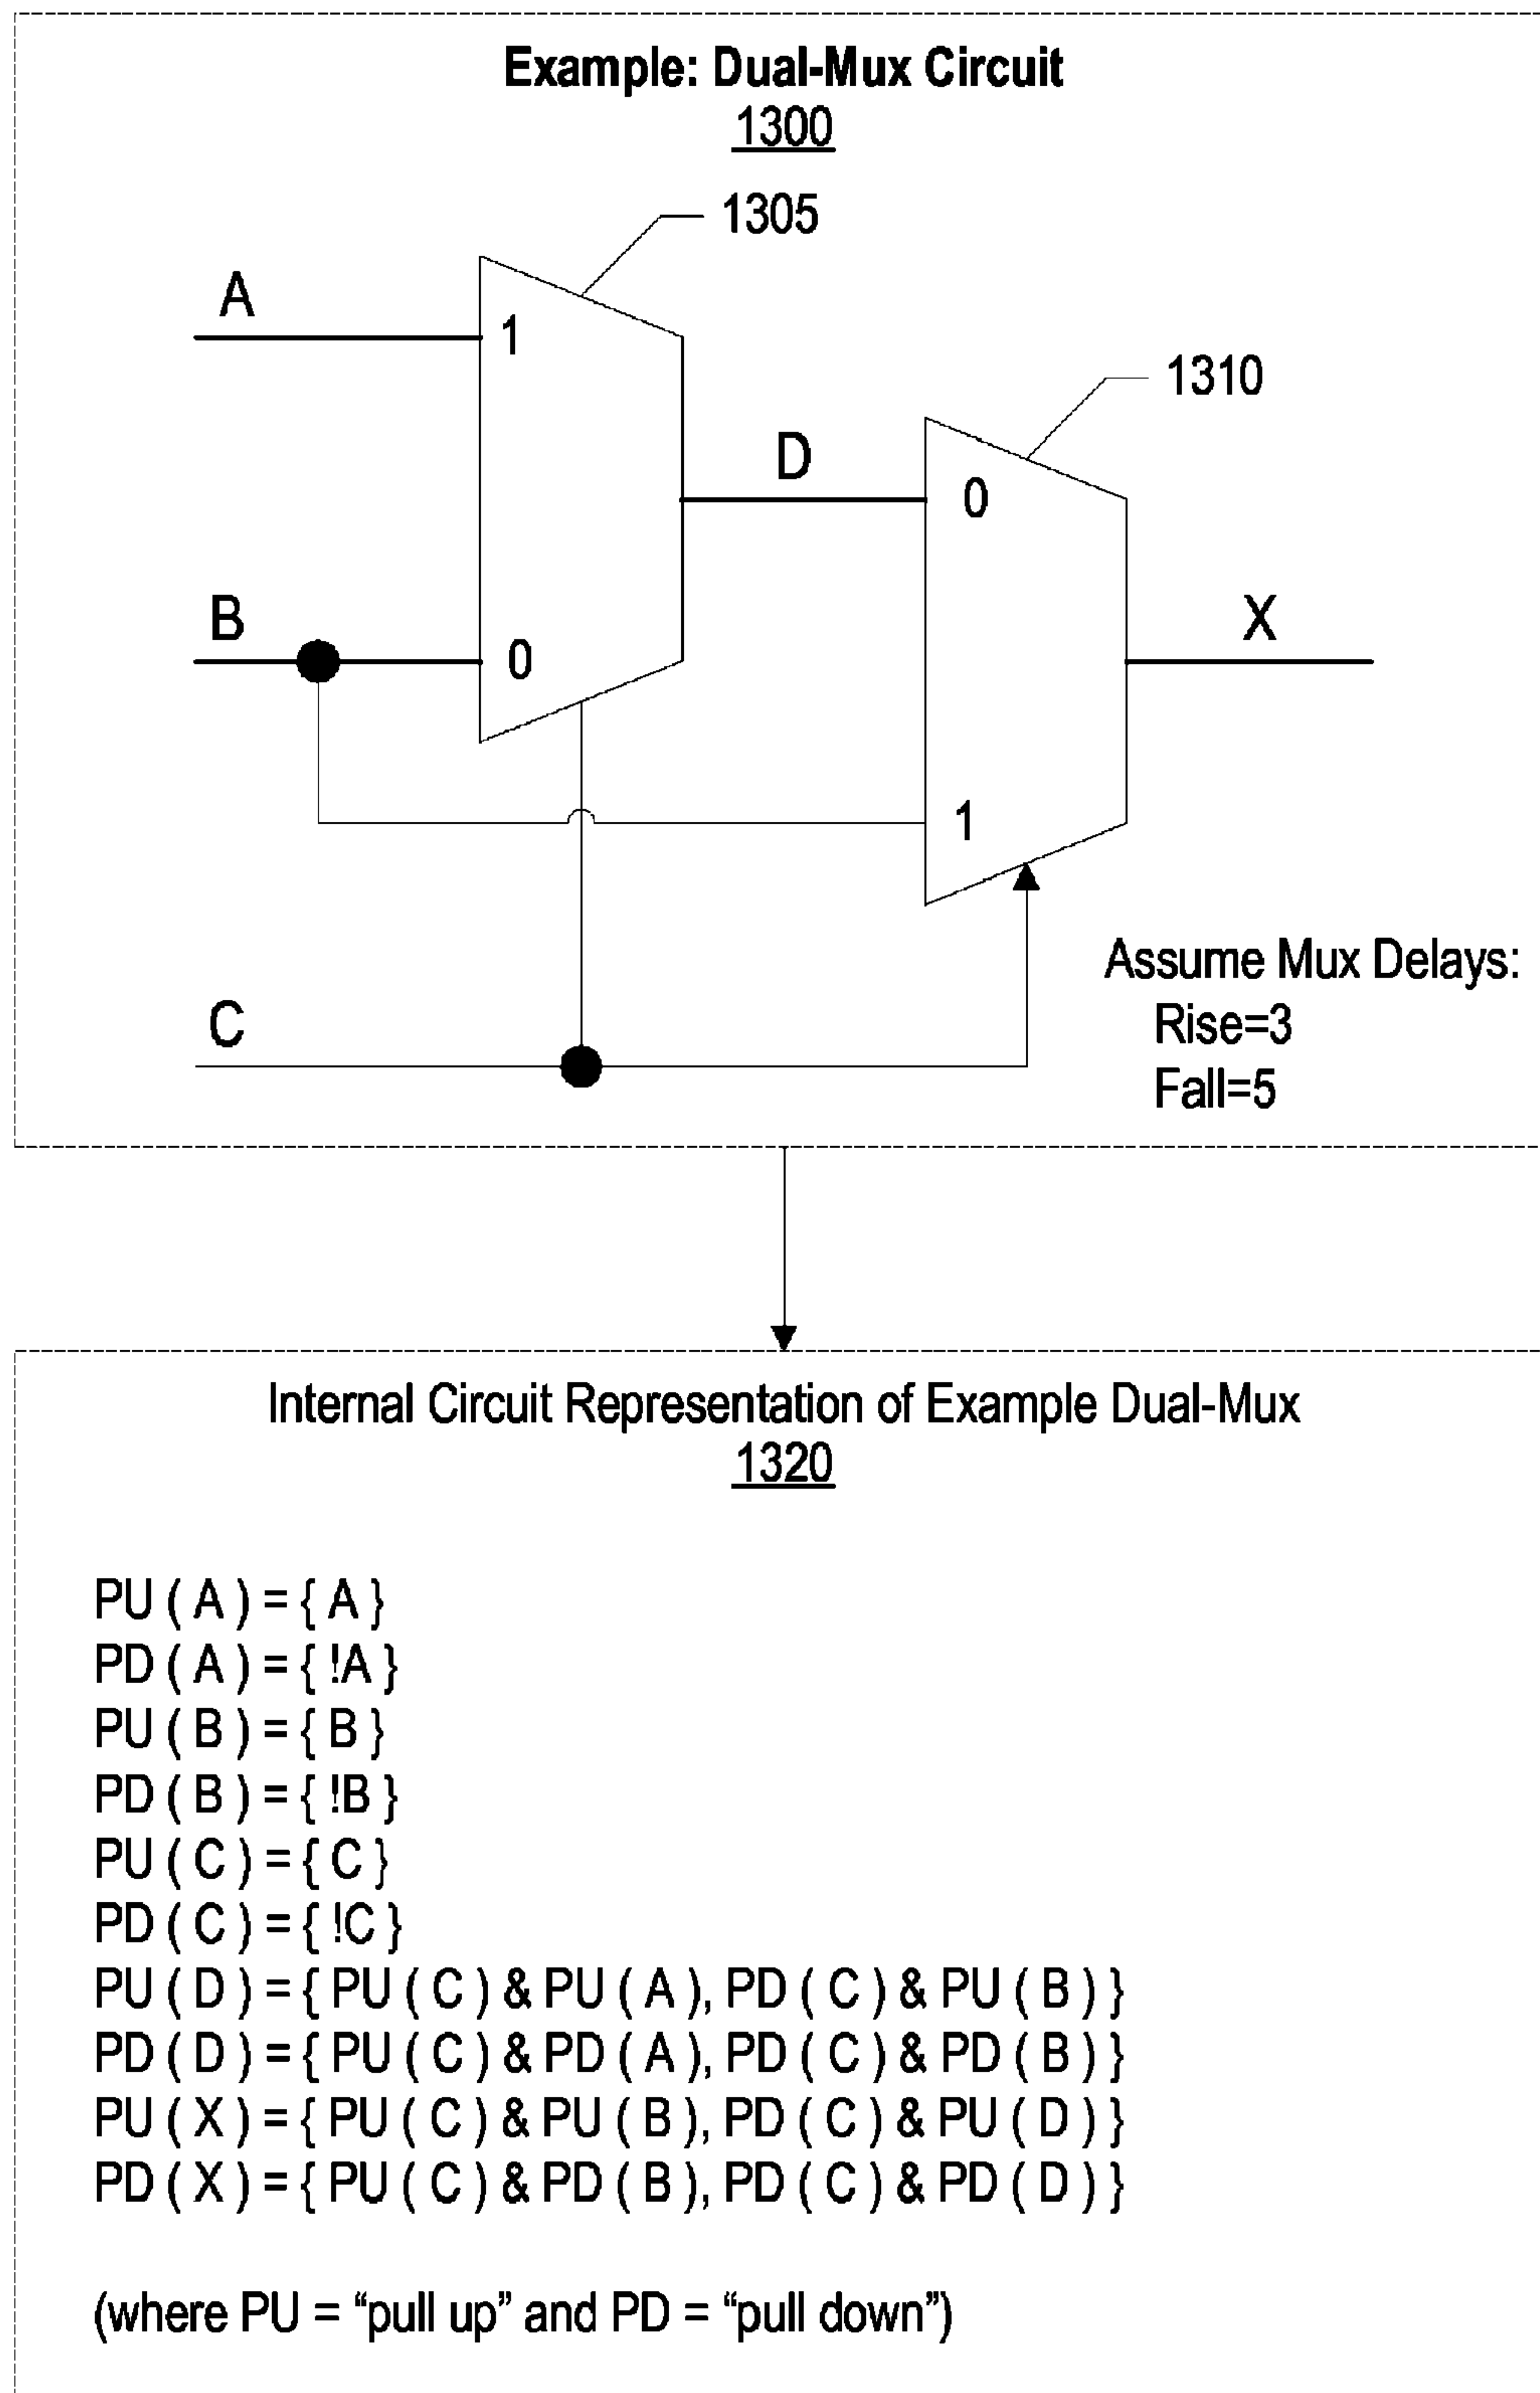 Example: Dual-Mux Circuit
1300
1305
A
1
1310
D
0
B
0
X
1
Assume Mux Delays:
Rise=3
Fall=5
C
Internal Circuit Representation of Example Dual-Mux
1320
PU ( A ) = { A }
PD ( A ) = { !A }
PU ( B ) = { B }
PD ( B ) = { !B }
PU ( C ) = { C }
PD ( C ) = { !C }
PU ( D ) = { PU ( C ) & PU ( A ), PD ( C ) & PU ( B ) }
PD ( D ) = { PU ( C ) & PD ( A ), PD ( C ) & PD ( B ) }
PU ( X ) = { PU ( C ) & PU ( B ), PD ( C ) & PU ( D ) }
PD ( X ) = { PU ( C ) & PD ( B ), PD ( C ) & PD ( D ) }
(where PU = “pull up” and PD = “pull down”)